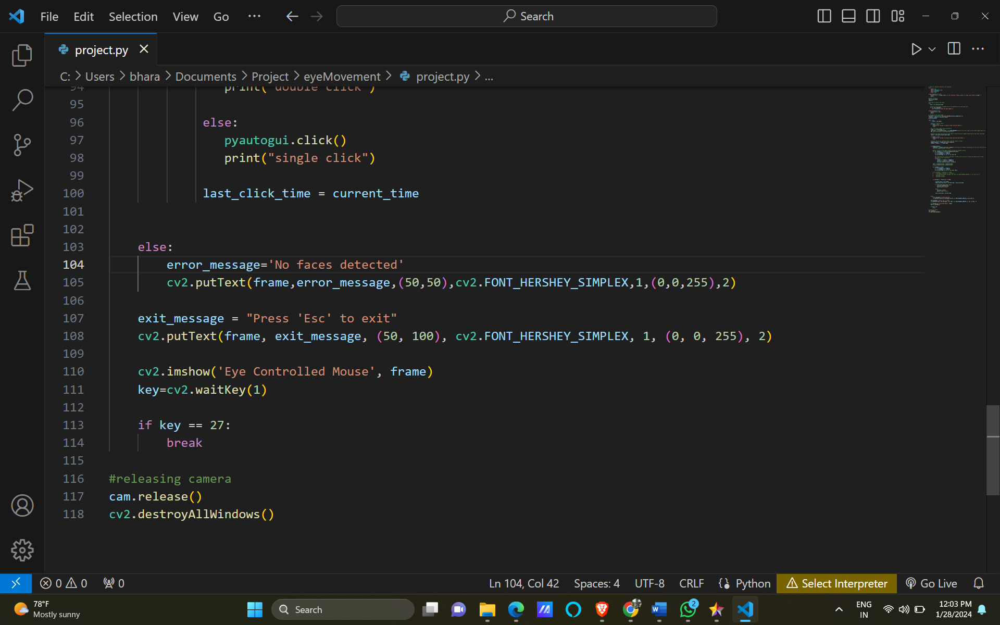 File Edit Selection View Go ··· Search
project.py
C: > Users > bhara > Documents > Project > eyeMovement > project.py > ...
94 print("double click")
95
96 else:
97 pyautogui.click()
98 print("single click")
99
100 last_click_time = current_time
101
102
103 else:
104 error_message='No faces detected'
105 cv2.putText(frame,error_message,(50,50),cv2.FONT_HERSHEY_SIMPLEX,1,(0,0,255),2)
106
107 exit_message = "Press 'Esc' to exit"
108 cv2.putText(frame, exit_message, (50, 100), cv2.FONT_HERSHEY_SIMPLEX, 1, (0, 0, 255), 2)
109
110 cv2.imshow('Eye Controlled Mouse', frame)
111 key=cv2.waitKey(1)
112
113 if key == 27:
114 break
115
116 #releasing camera
117 cam.release()
118 cv2.destroyAllWindows()
0 0 0 Ln 104, Col 42 Spaces: 4 UTF-8 CRLF {} Python Select Interpreter Go Live
78°F
Mostly sunny
Search
2
ENG
IN
12:03 PM
1/28/2024